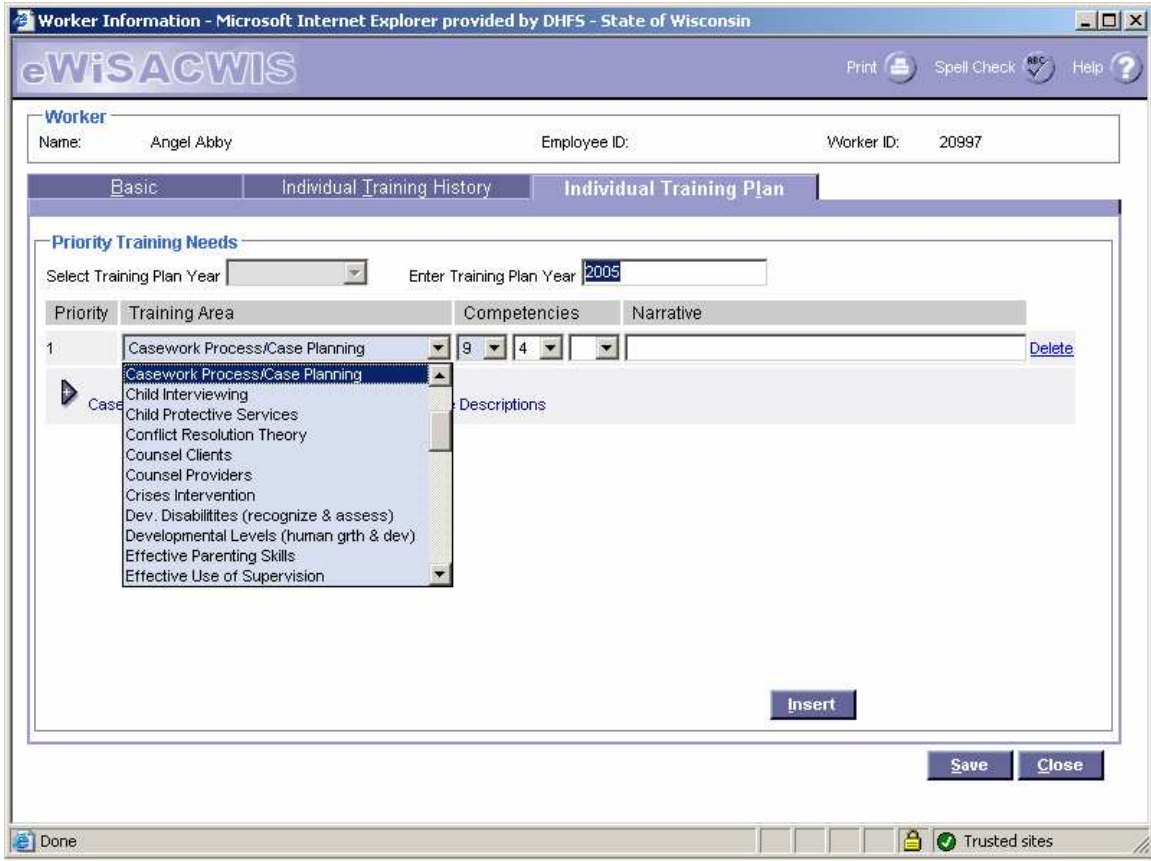 Worker Information - Microsoft Internet Explorer provided by DHFS - State of Wisconsin
eWiSACWIS
Print Spell Check ABC Help ?
Worker
Name: Angel Abby Employee ID: Worker ID: 20997
Basic Individual Training History Individual Training Plan
Priority Training Needs
Select Training Plan Year Enter Training Plan Year 2005
Priority Training Area Competencies Narrative
1 Casework Process/Case Planning 9 4 Delete
Casework Process/Case Planning
Child Interviewing
Case Descriptions
Child Protective Services
Conflict Resolution Theory
Counsel Clients
Counsel Providers
Crises Intervention
Dev. Disabilitites (recognize & assess)
Developmental Levels (human grth & dev)
Effective Parenting Skills
Effective Use of Supervision
Insert
Save Close
Done Trusted sites